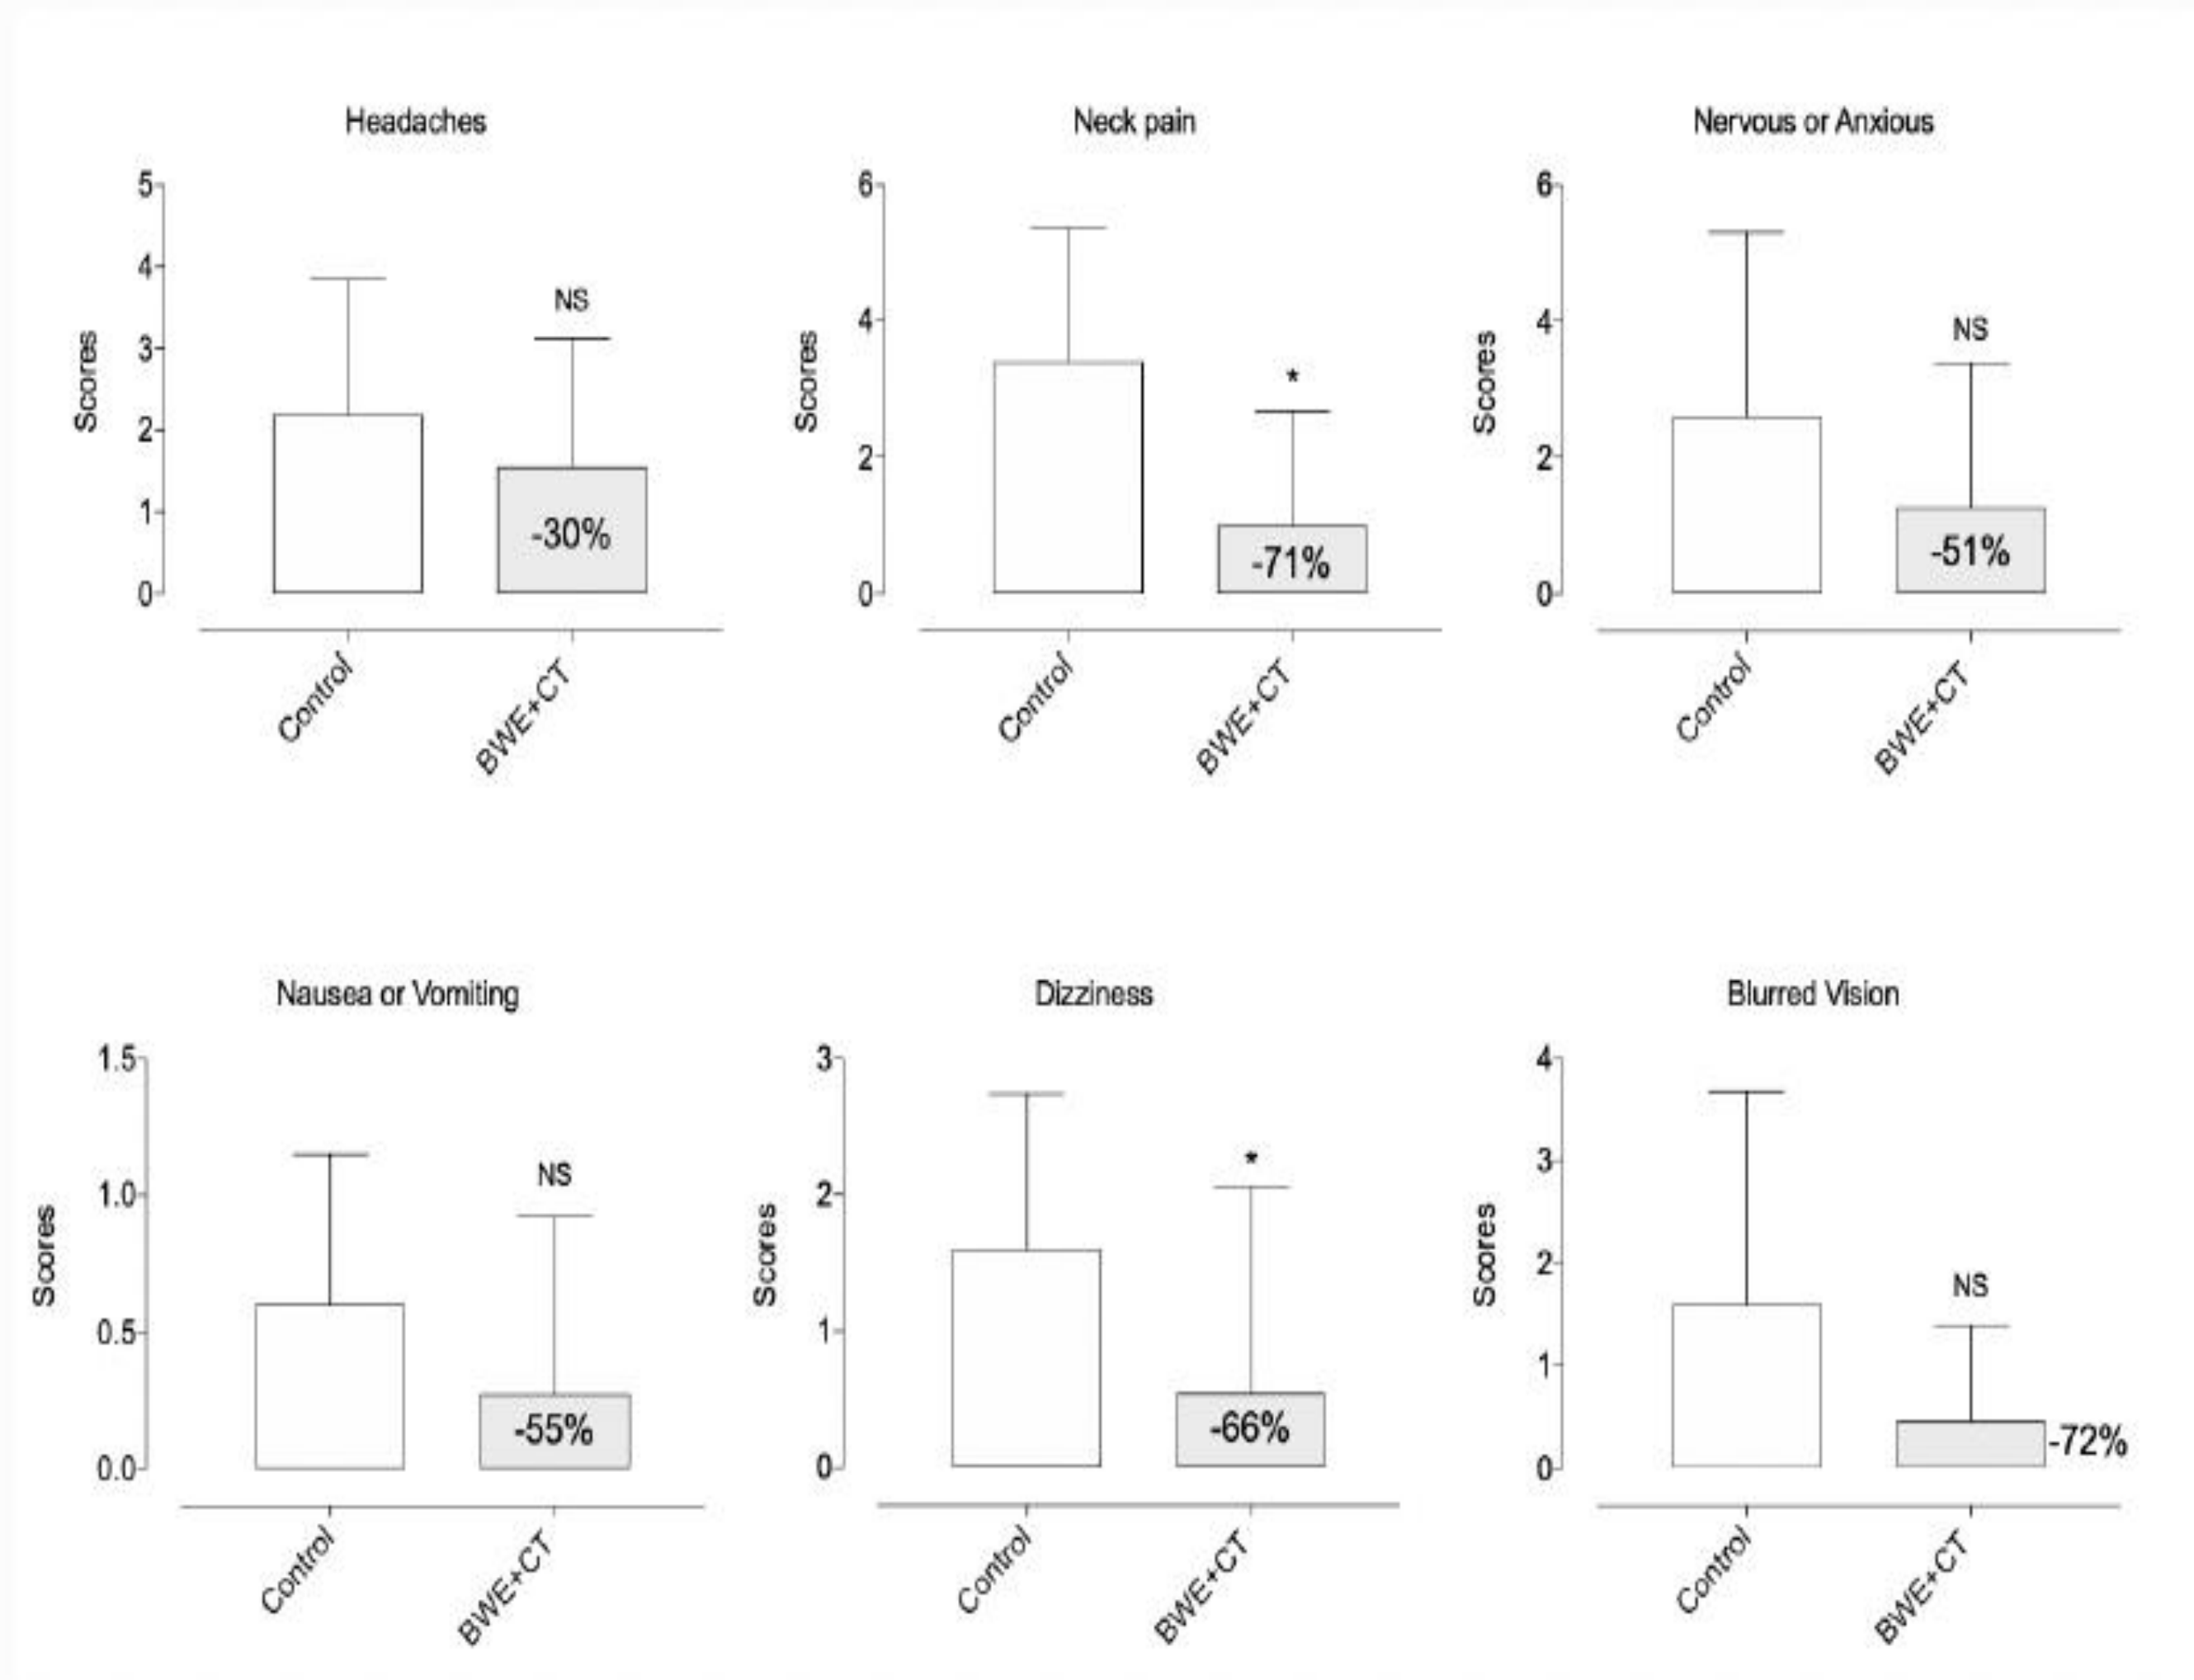 Headaches
5
4
3
2
1
0
Scores
NS
-30%
Control
BWE+CT
Neck pain
6
4
2
0
Scores
*
-71%
Control
BWE+CT
Nervous or Anxious
6
4
2
0
Scores
NS
-51%
Control
BWE+CT
Nausea or Vomiting
1.5
1.0
0.5
0.0
Scores
NS
-55%
Control
BWE+CT
Dizziness
3
2
1
0
Scores
*
-66%
Control
BWE+CT
Blurred Vision
4
3
2
1
0
Scores
NS
-72%
Control
BWE+CT